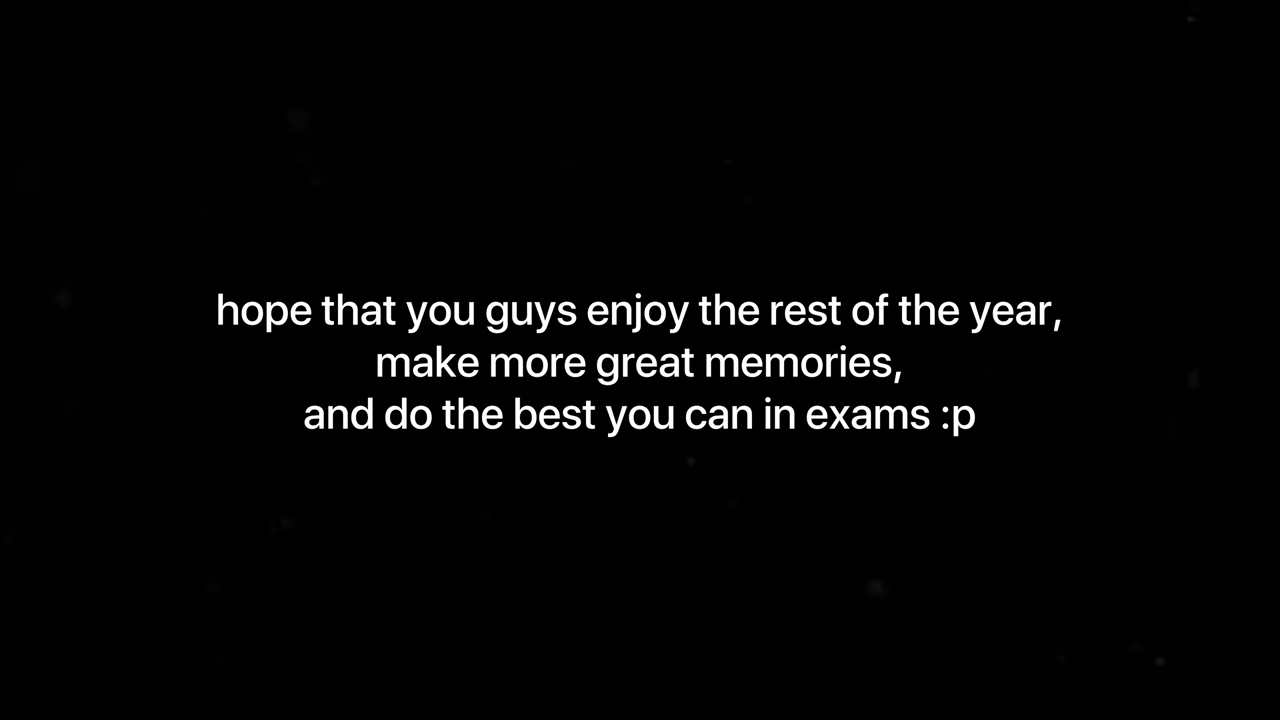 hope that you guys enjoy the rest of the year,
make more great memories,
and do the best you can in exams :p